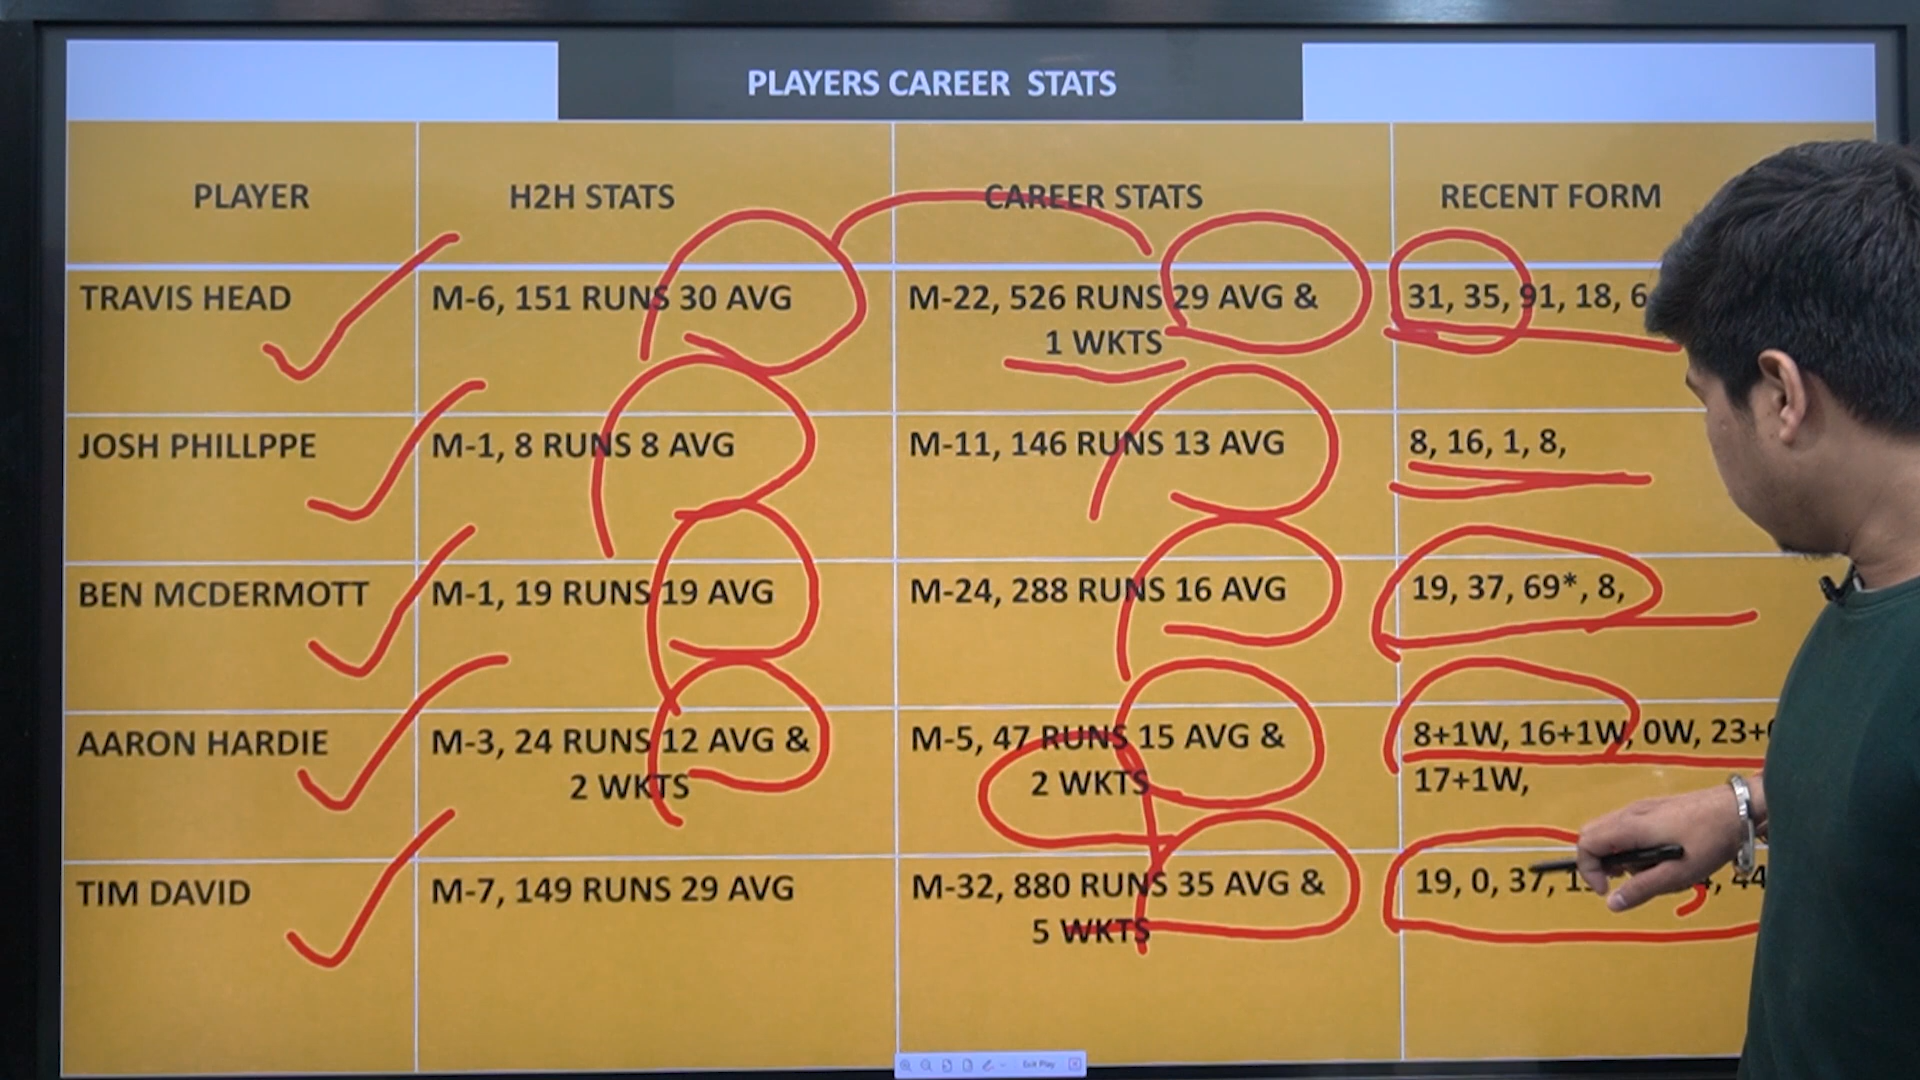 PLAYERS CAREER STATS
PLAYER H2H STATS CAREER STATS RECENT FORM
TRAVIS HEAD M-6, 151 RUNS 30 AVG M-22, 526 RUNS 29 AVG & 31, 35, 91, 18,
1 WKTS
JOSH PHILLPPE M-1, 8 RUNS 8 AVG M-11, 146 RUNS 13 AVG 8, 16, 1, 8,
BEN MCDERMOTT M-1, 19 RUNS 19 AVG M-24, 288 RUNS 16 AVG 19, 37, 69*, 8,
AARON HARDIE M-3, 24 RUNS 12 AVG & M-5, 47 RUNS 15 AVG & 8+1W, 16+1W, 0W,
2 WKTS 2 WKTS 17+1W,
TIM DAVID M-7, 149 RUNS 29 AVG M-32, 880 RUNS 35 AVG & 19, 0, 37,
5 WKTS
Exit Play